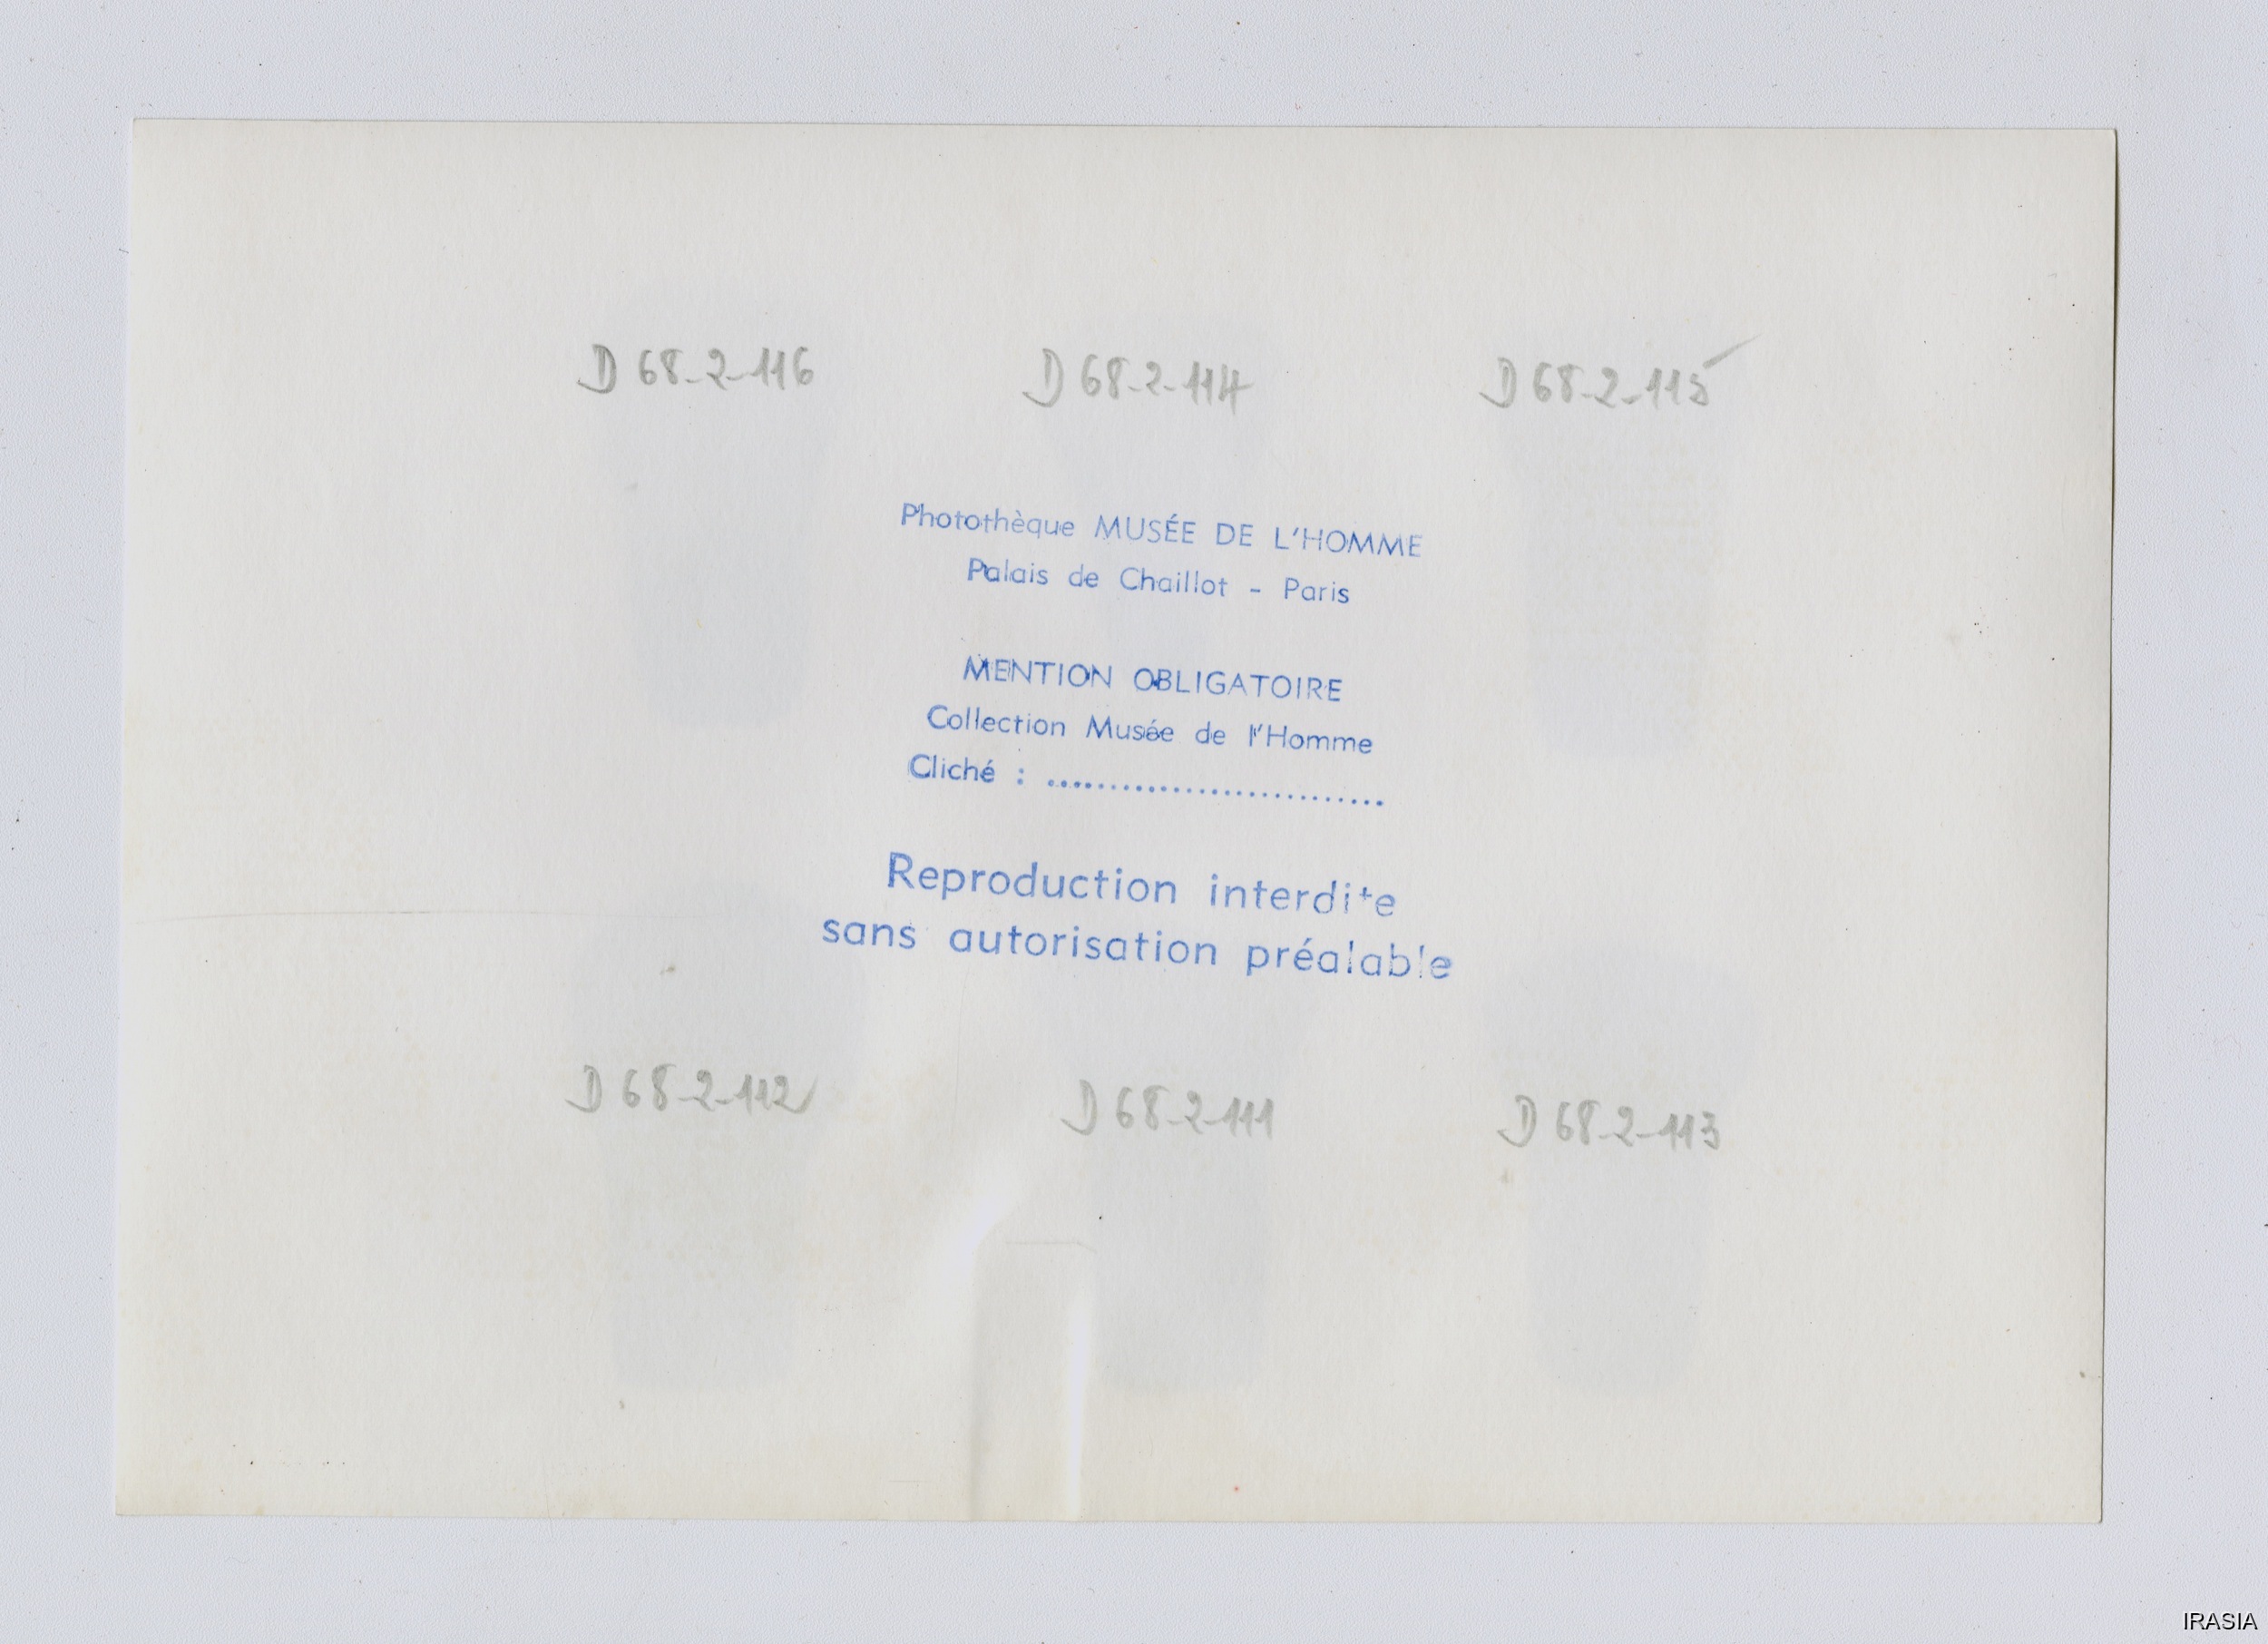 D 68-2-116 D 68-2-114 D 68-2-115
Photothèque MUSÉE DE L'HOMME
Palais de Chaillot - Paris
MENTION OBLIGATOIRE
Collection Musée de l'Homme
Cliché : ............................
Reproduction interdite
sans autorisation préalable
D 68-2-112 D 68-2-111 D 68-2-113
IRASIA